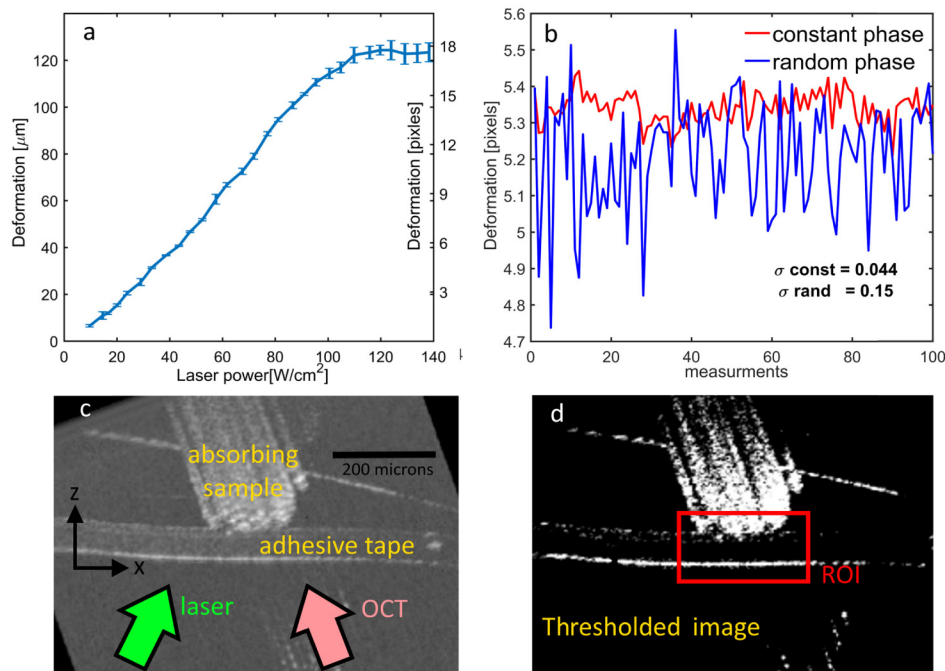 a
120
100
80
60
40
20
0
Deformation [μm]
18
15
12
9
6
3
Deformation [pixles]
0 20 40 60 80 100 120 140
Laser power[W/cm²]
b
constant phase
random phase
5.6
5.5
5.4
5.3
5.2
5.1
5
4.9
4.8
4.7
Deformation [pixels]
σ const = 0.044
σ rand = 0.15
0 20 40 60 80 100
measurments
c
absorbing
sample
200 microns
z
x
adhesive tape
laser
OCT
d
ROI
Thresholded image